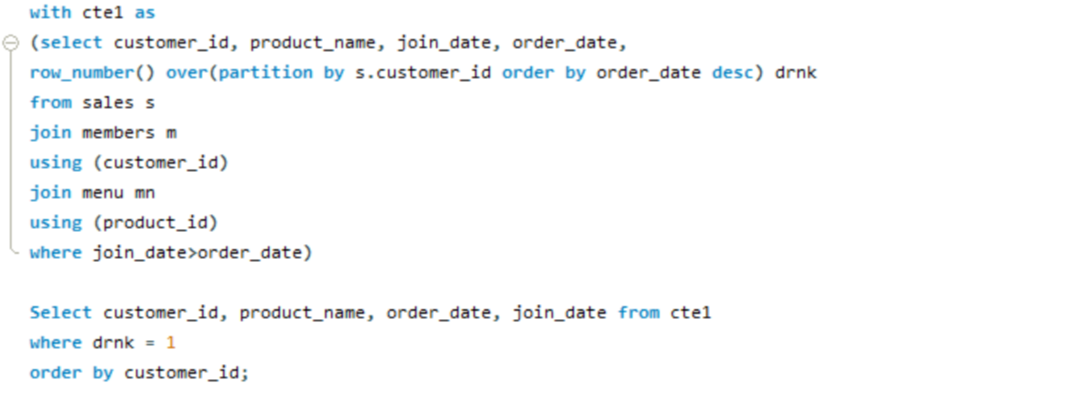 with cte1 as
(select customer_id, product_name, join_date, order_date,
row_number() over(partition by s.customer_id order by order_date desc) drnk
from sales s
join members m
using (customer_id)
join menu mn
using (product_id)
where join_date>order_date)
Select customer_id, product_name, order_date, join_date from cte1
where drnk = 1
order by customer_id;